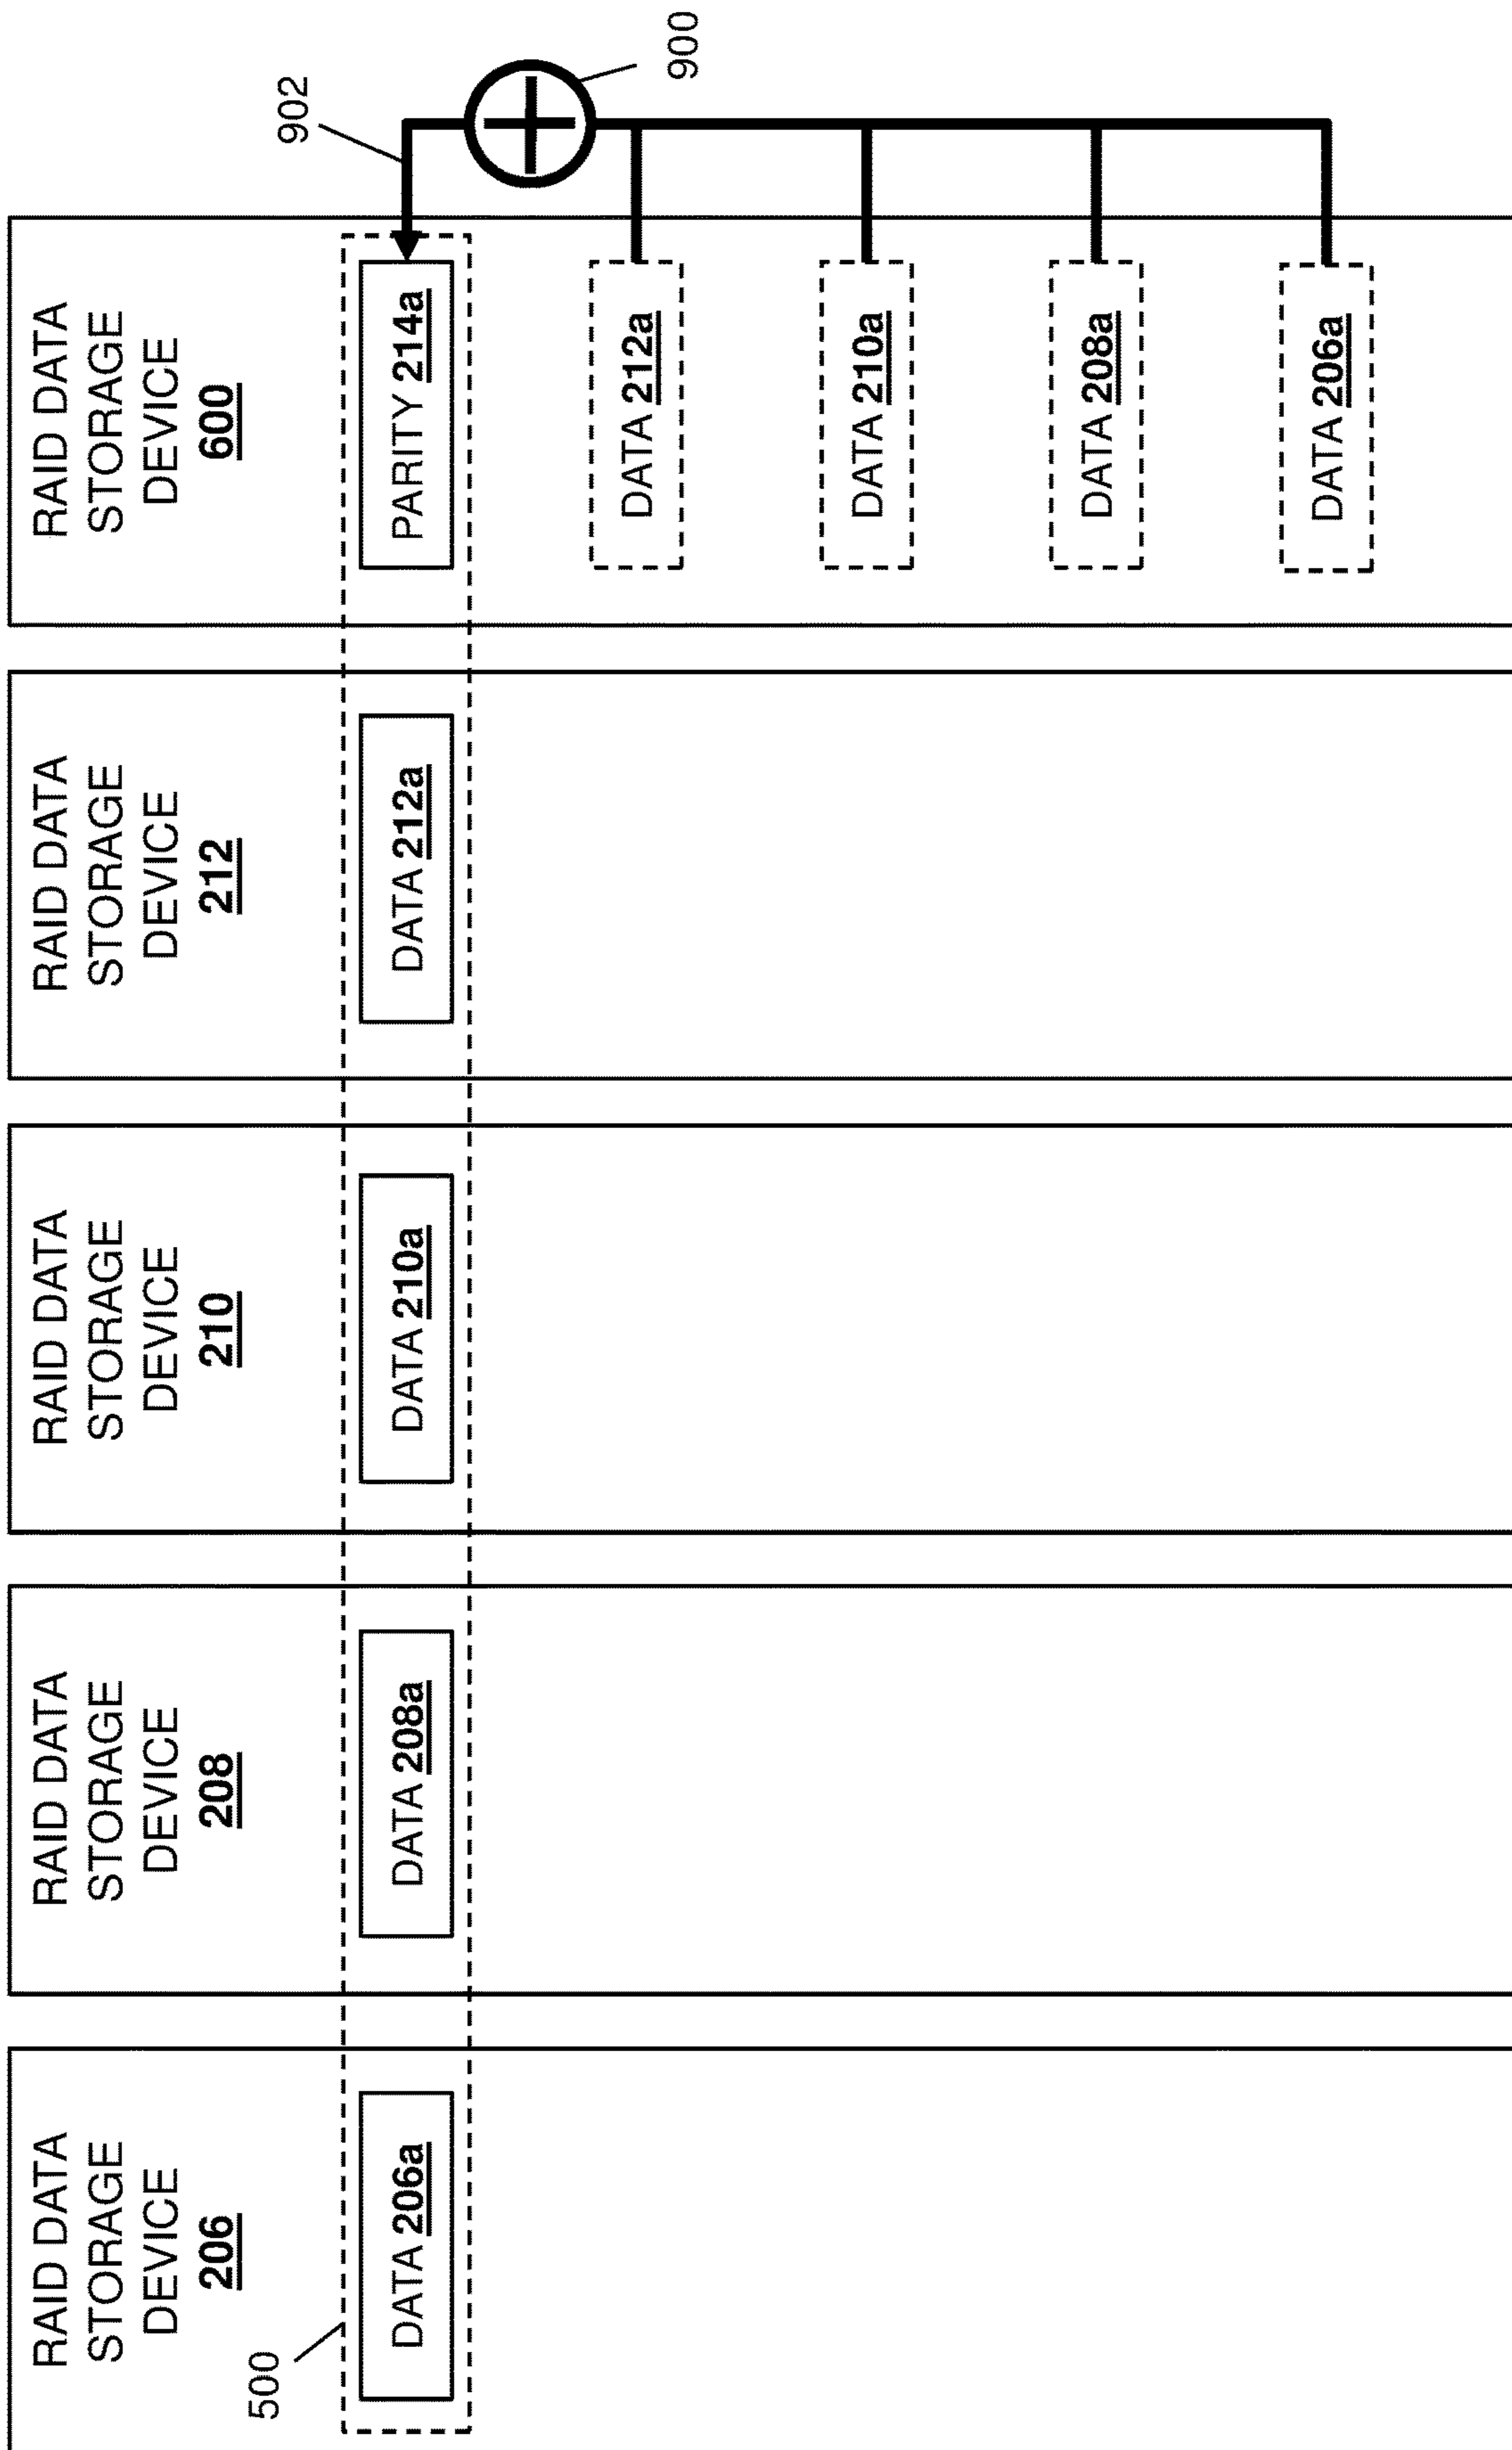 RAID DATA
STORAGE
DEVICE
206
RAID DATA
STORAGE
DEVICE
208
RAID DATA
STORAGE
DEVICE
210
RAID DATA
STORAGE
DEVICE
212
RAID DATA
STORAGE
DEVICE
600
500
902
DATA 206a
DATA 208a
DATA 210a
DATA 212a
PARITY 214a
900
DATA 212a
DATA 210a
DATA 208a
DATA 206a